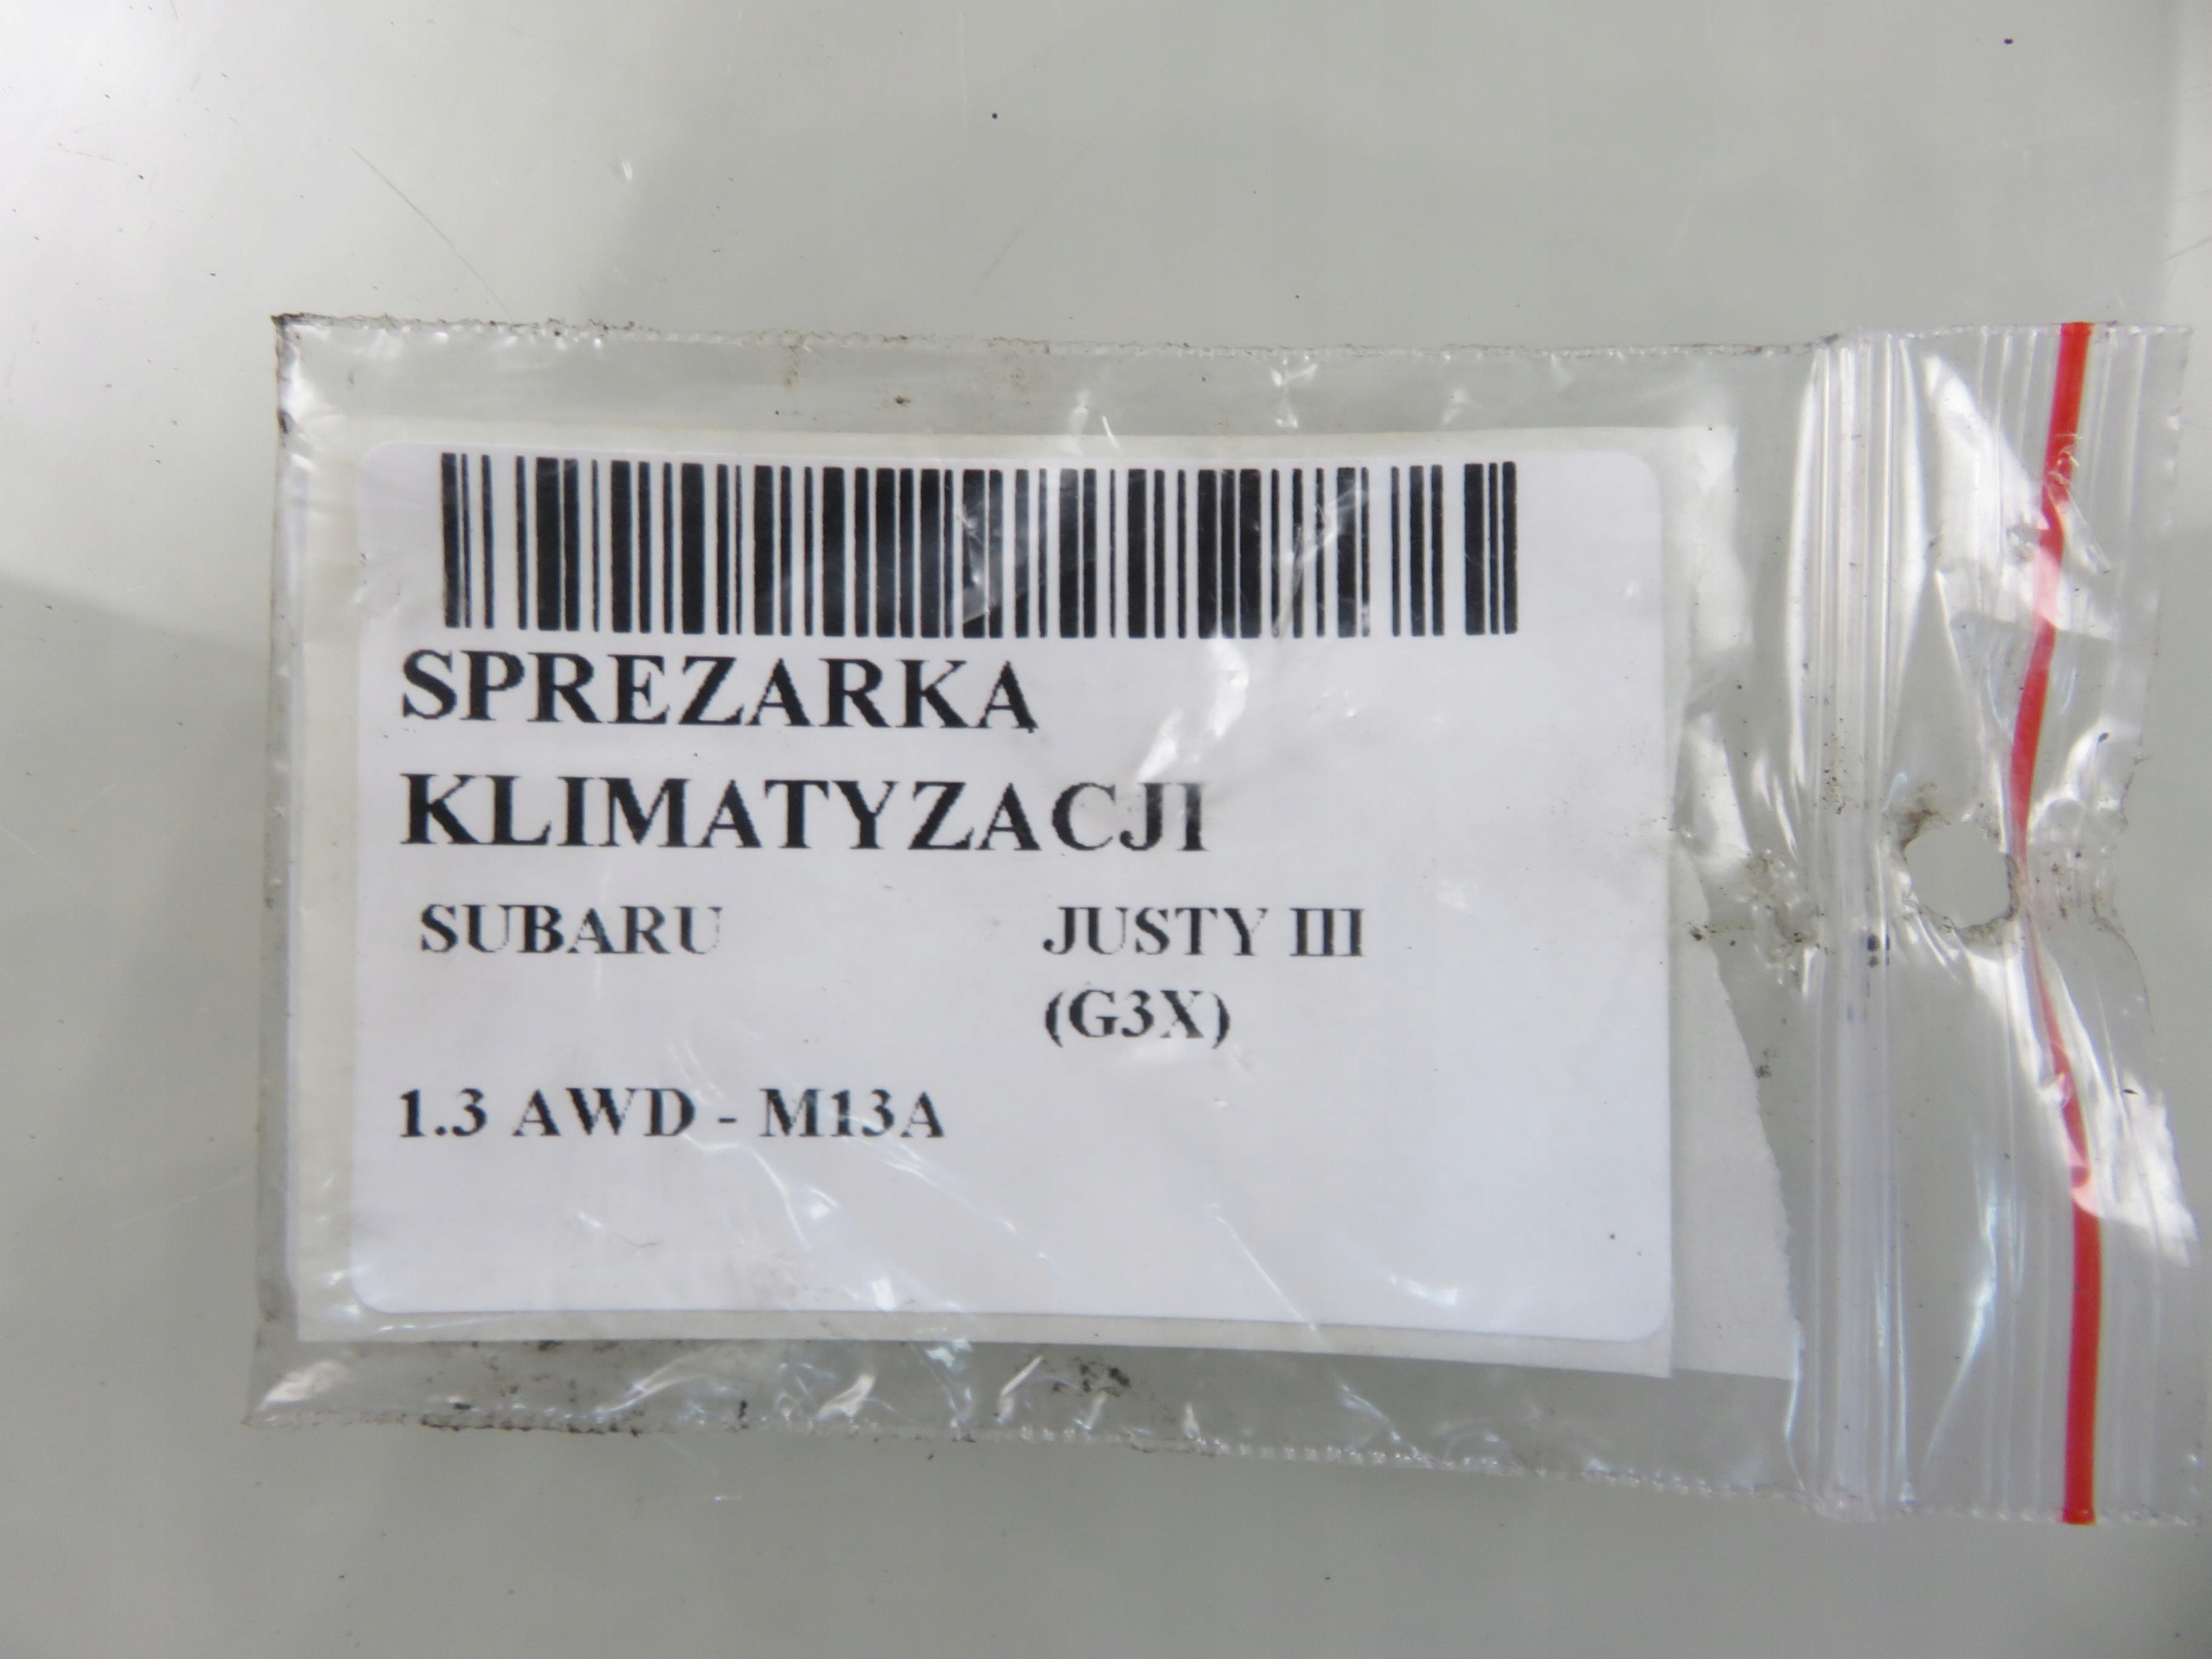 SPREZARKA
KLIMATYZACJI
SUBARU JUSTY III
(G3X)
1.3 AWD - M13A